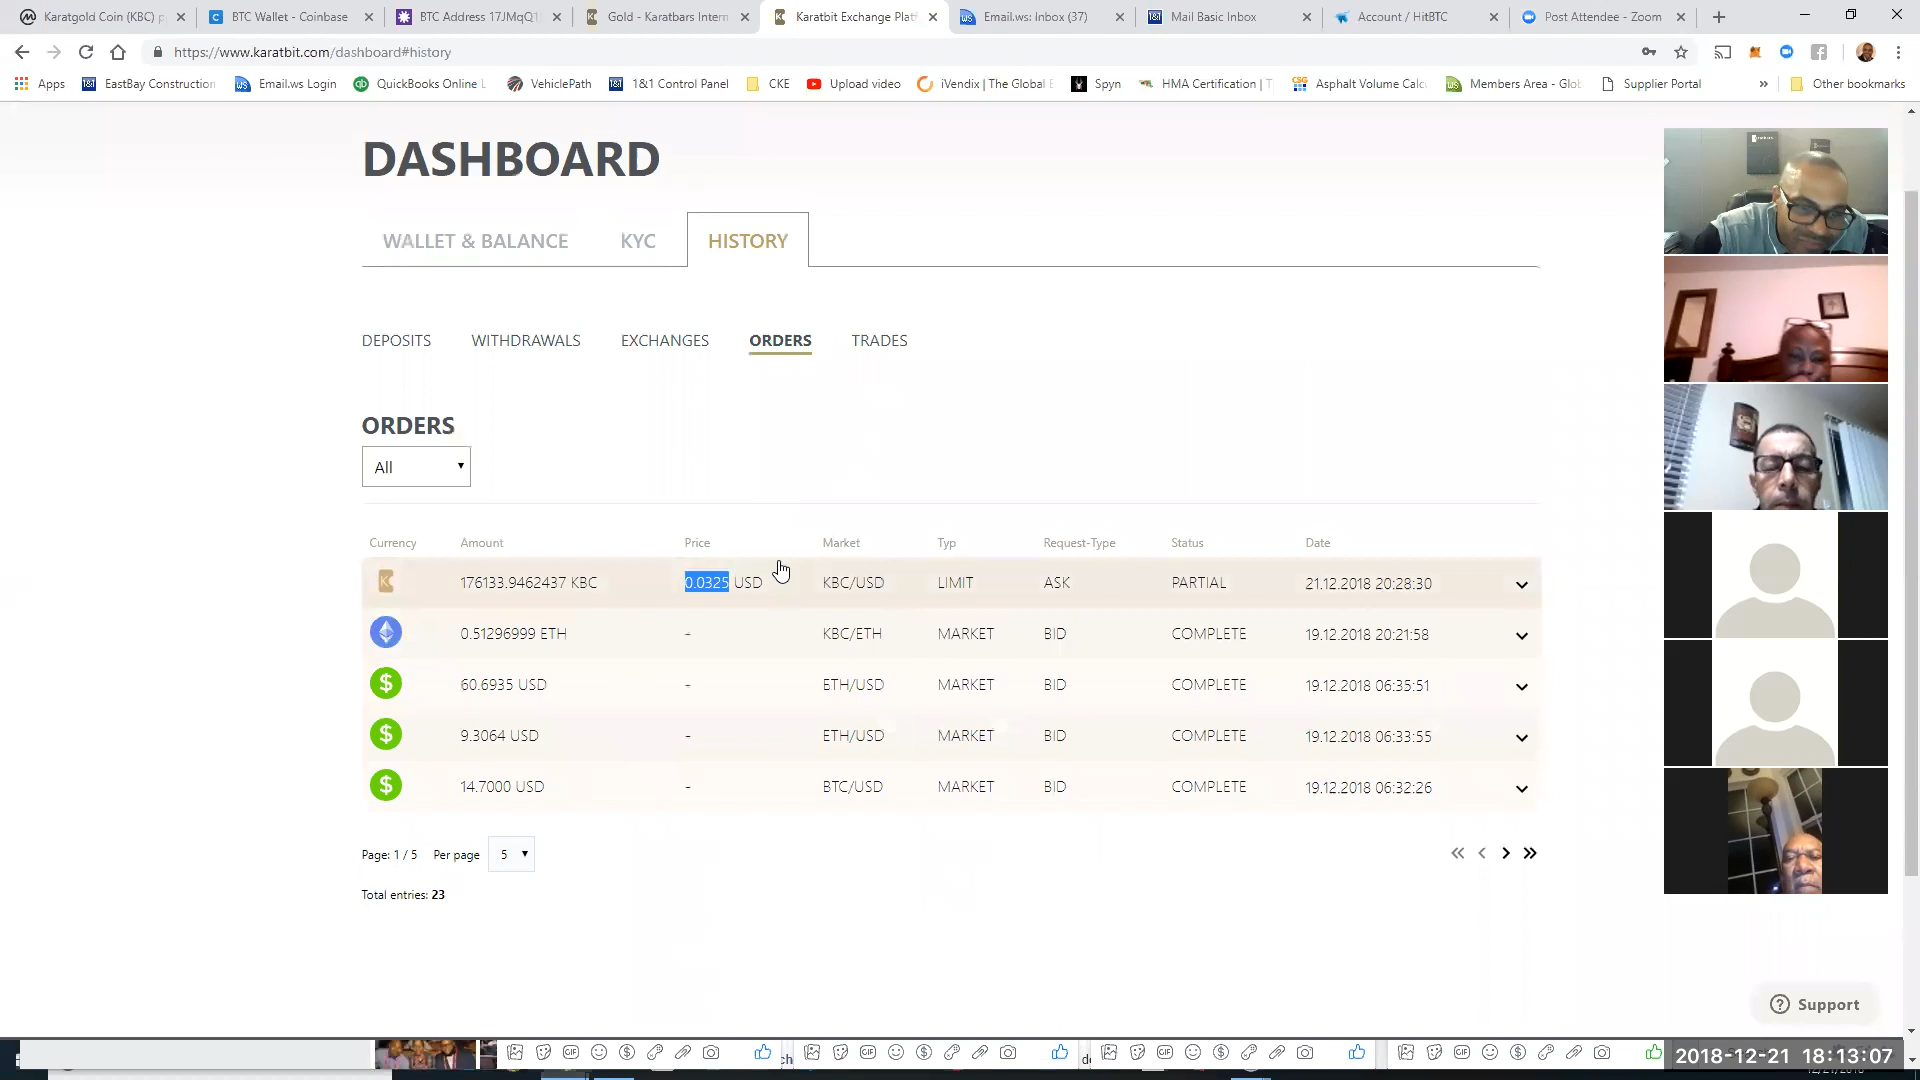 Karatgold Coin (KBC) p
BTC Wallet - Coinbase
BTC Address 17JMqQ1
Gold - Karatbars Intern
Karatbit Exchange Platf
Email.ws: Inbox (37)
Mail Basic Inbox
Account / HitBTC
Post Attendee - Zoom
https://www.karatbit.com/dashboard#history
Apps
EastBay Construction
Email.ws Login
QuickBooks Online L
VehiclePath
1&1 Control Panel
CKE
Upload video
iVendix | The Global E
Spyn
HMA Certification | T
Asphalt Volume Calc
Members Area - Glob
Supplier Portal
Other bookmarks
DASHBOARD
WALLET & BALANCE KYC HISTORY
DEPOSITS WITHDRAWALS EXCHANGES ORDERS TRADES
ORDERS
All
Currency Amount Price Market Typ Request-Type Status Date
176133.9462437 KBC 0.0325 USD KBC/USD LIMIT ASK PARTIAL 21.12.2018 20:28:30
0.51296999 ETH - KBC/ETH MARKET BID COMPLETE 19.12.2018 20:21:58
60.6935 USD - ETH/USD MARKET BID COMPLETE 19.12.2018 06:35:51
9.3064 USD - ETH/USD MARKET BID COMPLETE 19.12.2018 06:33:55
14.7000 USD - BTC/USD MARKET BID COMPLETE 19.12.2018 06:32:26
Page: 1 / 5 Per page 5
Total entries: 23
Support
2018-12-21 18:13:07